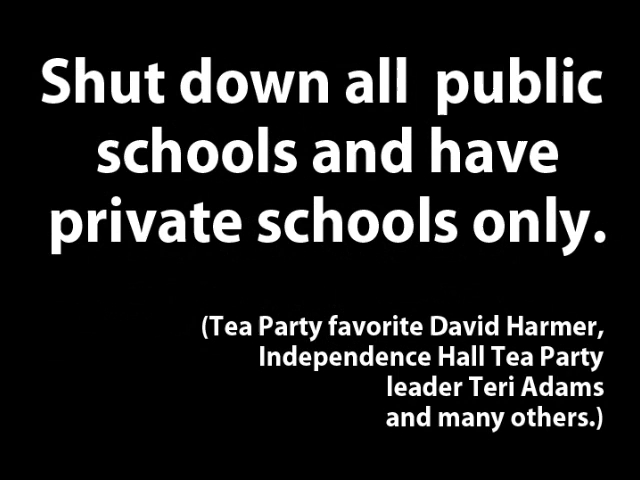 Shut down all public
schools and have
private schools only.
(Tea Party favorite David Harmer,
Independence Hall Tea Party
leader Teri Adams
and many others.)